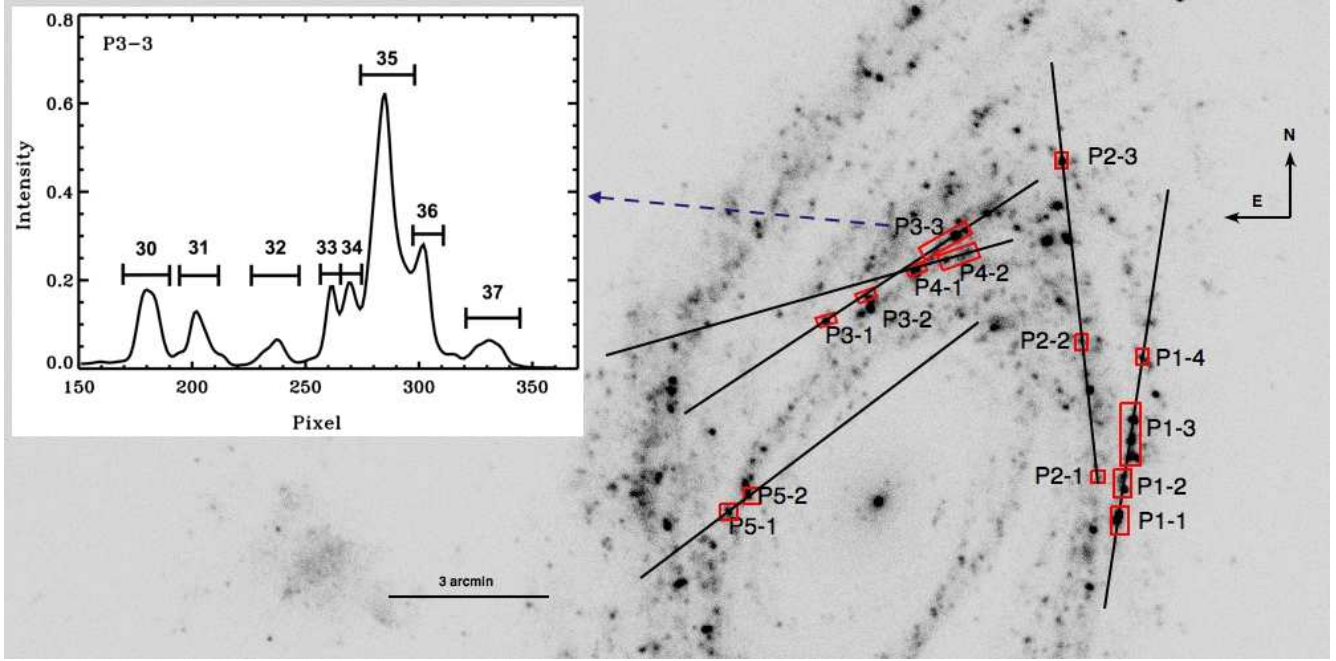 P3-3
30
31
32
33
34
35
36
37
0.8
0.6
0.4
0.2
0.0
Intensity
150
200
250
300
350
Pixel
N
E
P2-3
P3-3
P4-2
P4-1
P3-2
P3-1
P2-2
P1-4
P1-3
P2-1
P1-2
P1-1
P5-2
P5-1
3 arcmin